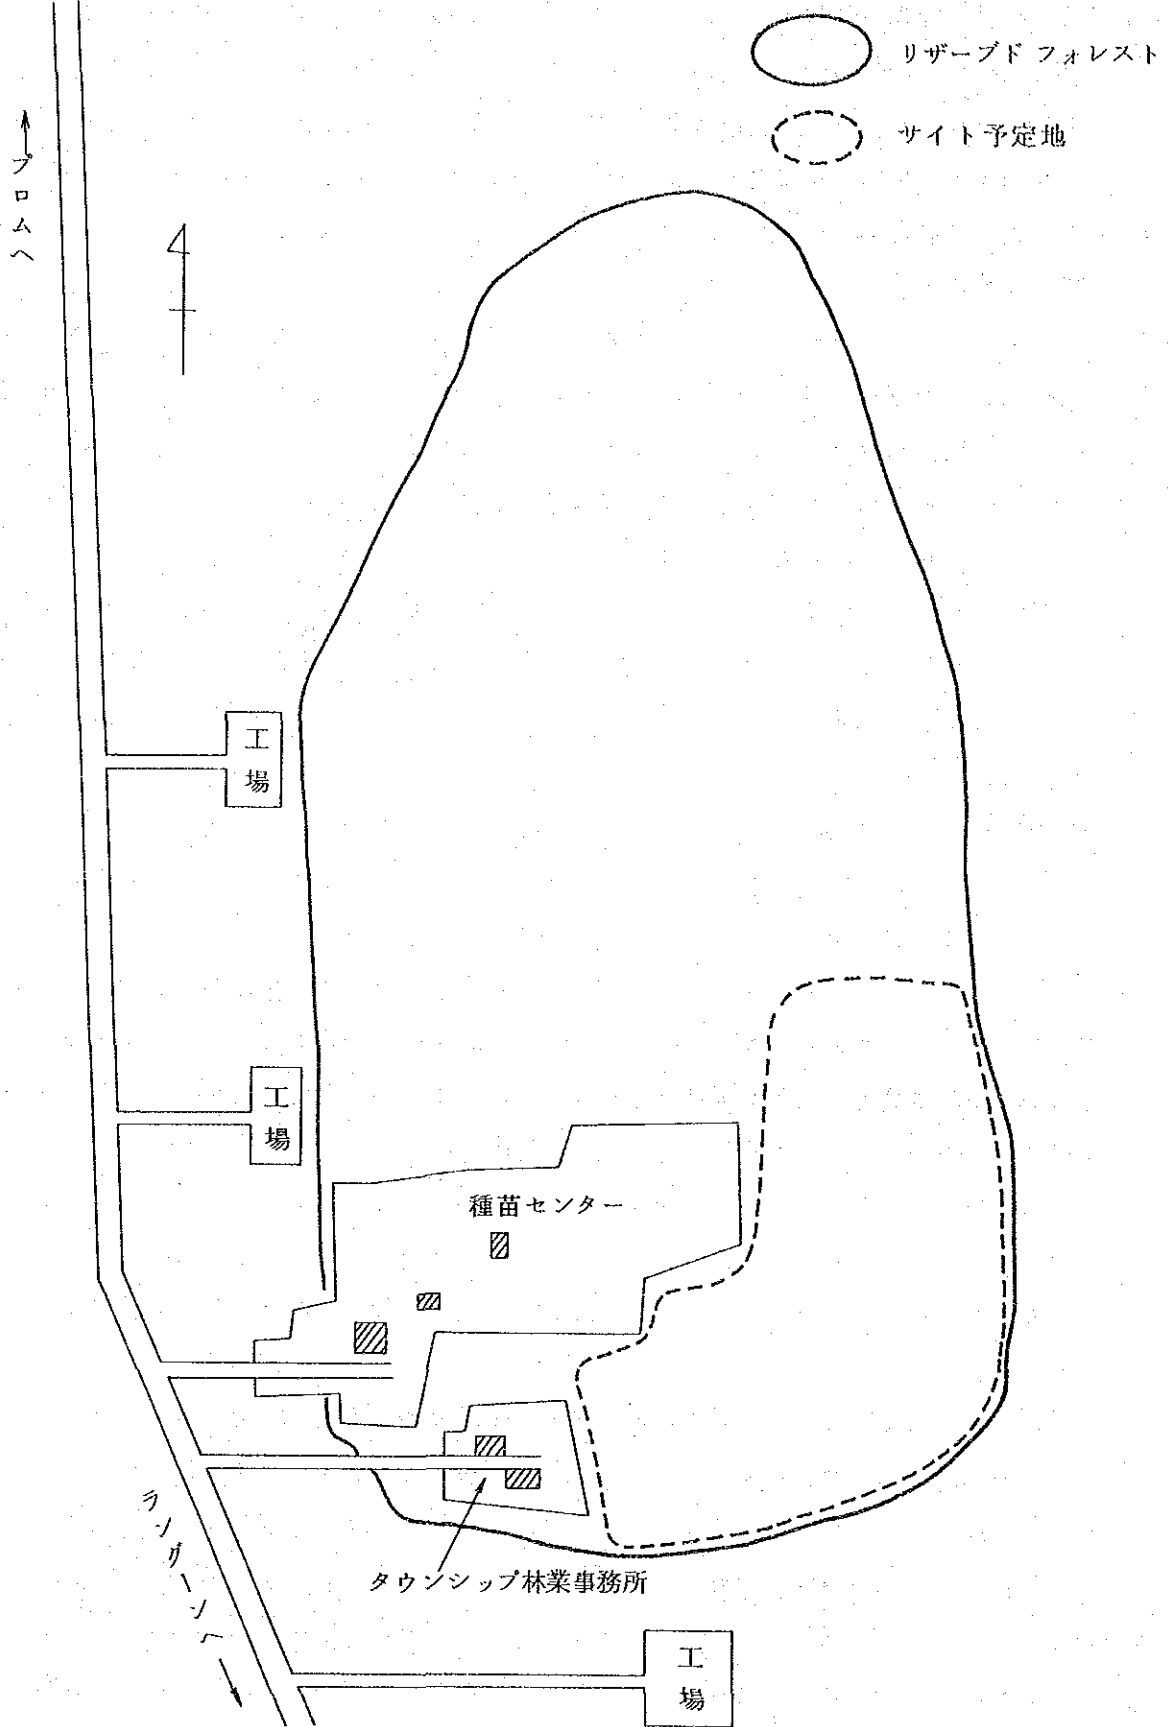 リザーブド フォレスト
サイト予定地
プロムへ
工場
工場
種苗センター
ラングーンへ
タウンシップ林業事務所
工場